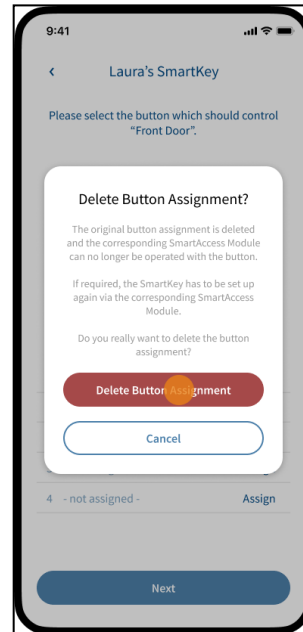 9:41
Laura's SmartKey
Please select the button which should control
“Front Door”.
Delete Button Assignment?
The original button assignment is deleted
and the corresponding SmartAccess Module
can no longer be operated with the button.
If required, the SmartKey has to be set up
again via the corresponding SmartAccess
Module.
Do you really want to delete the button
assignment?
Delete Button Assignment
Cancel
4 - not assigned - Assign
Next